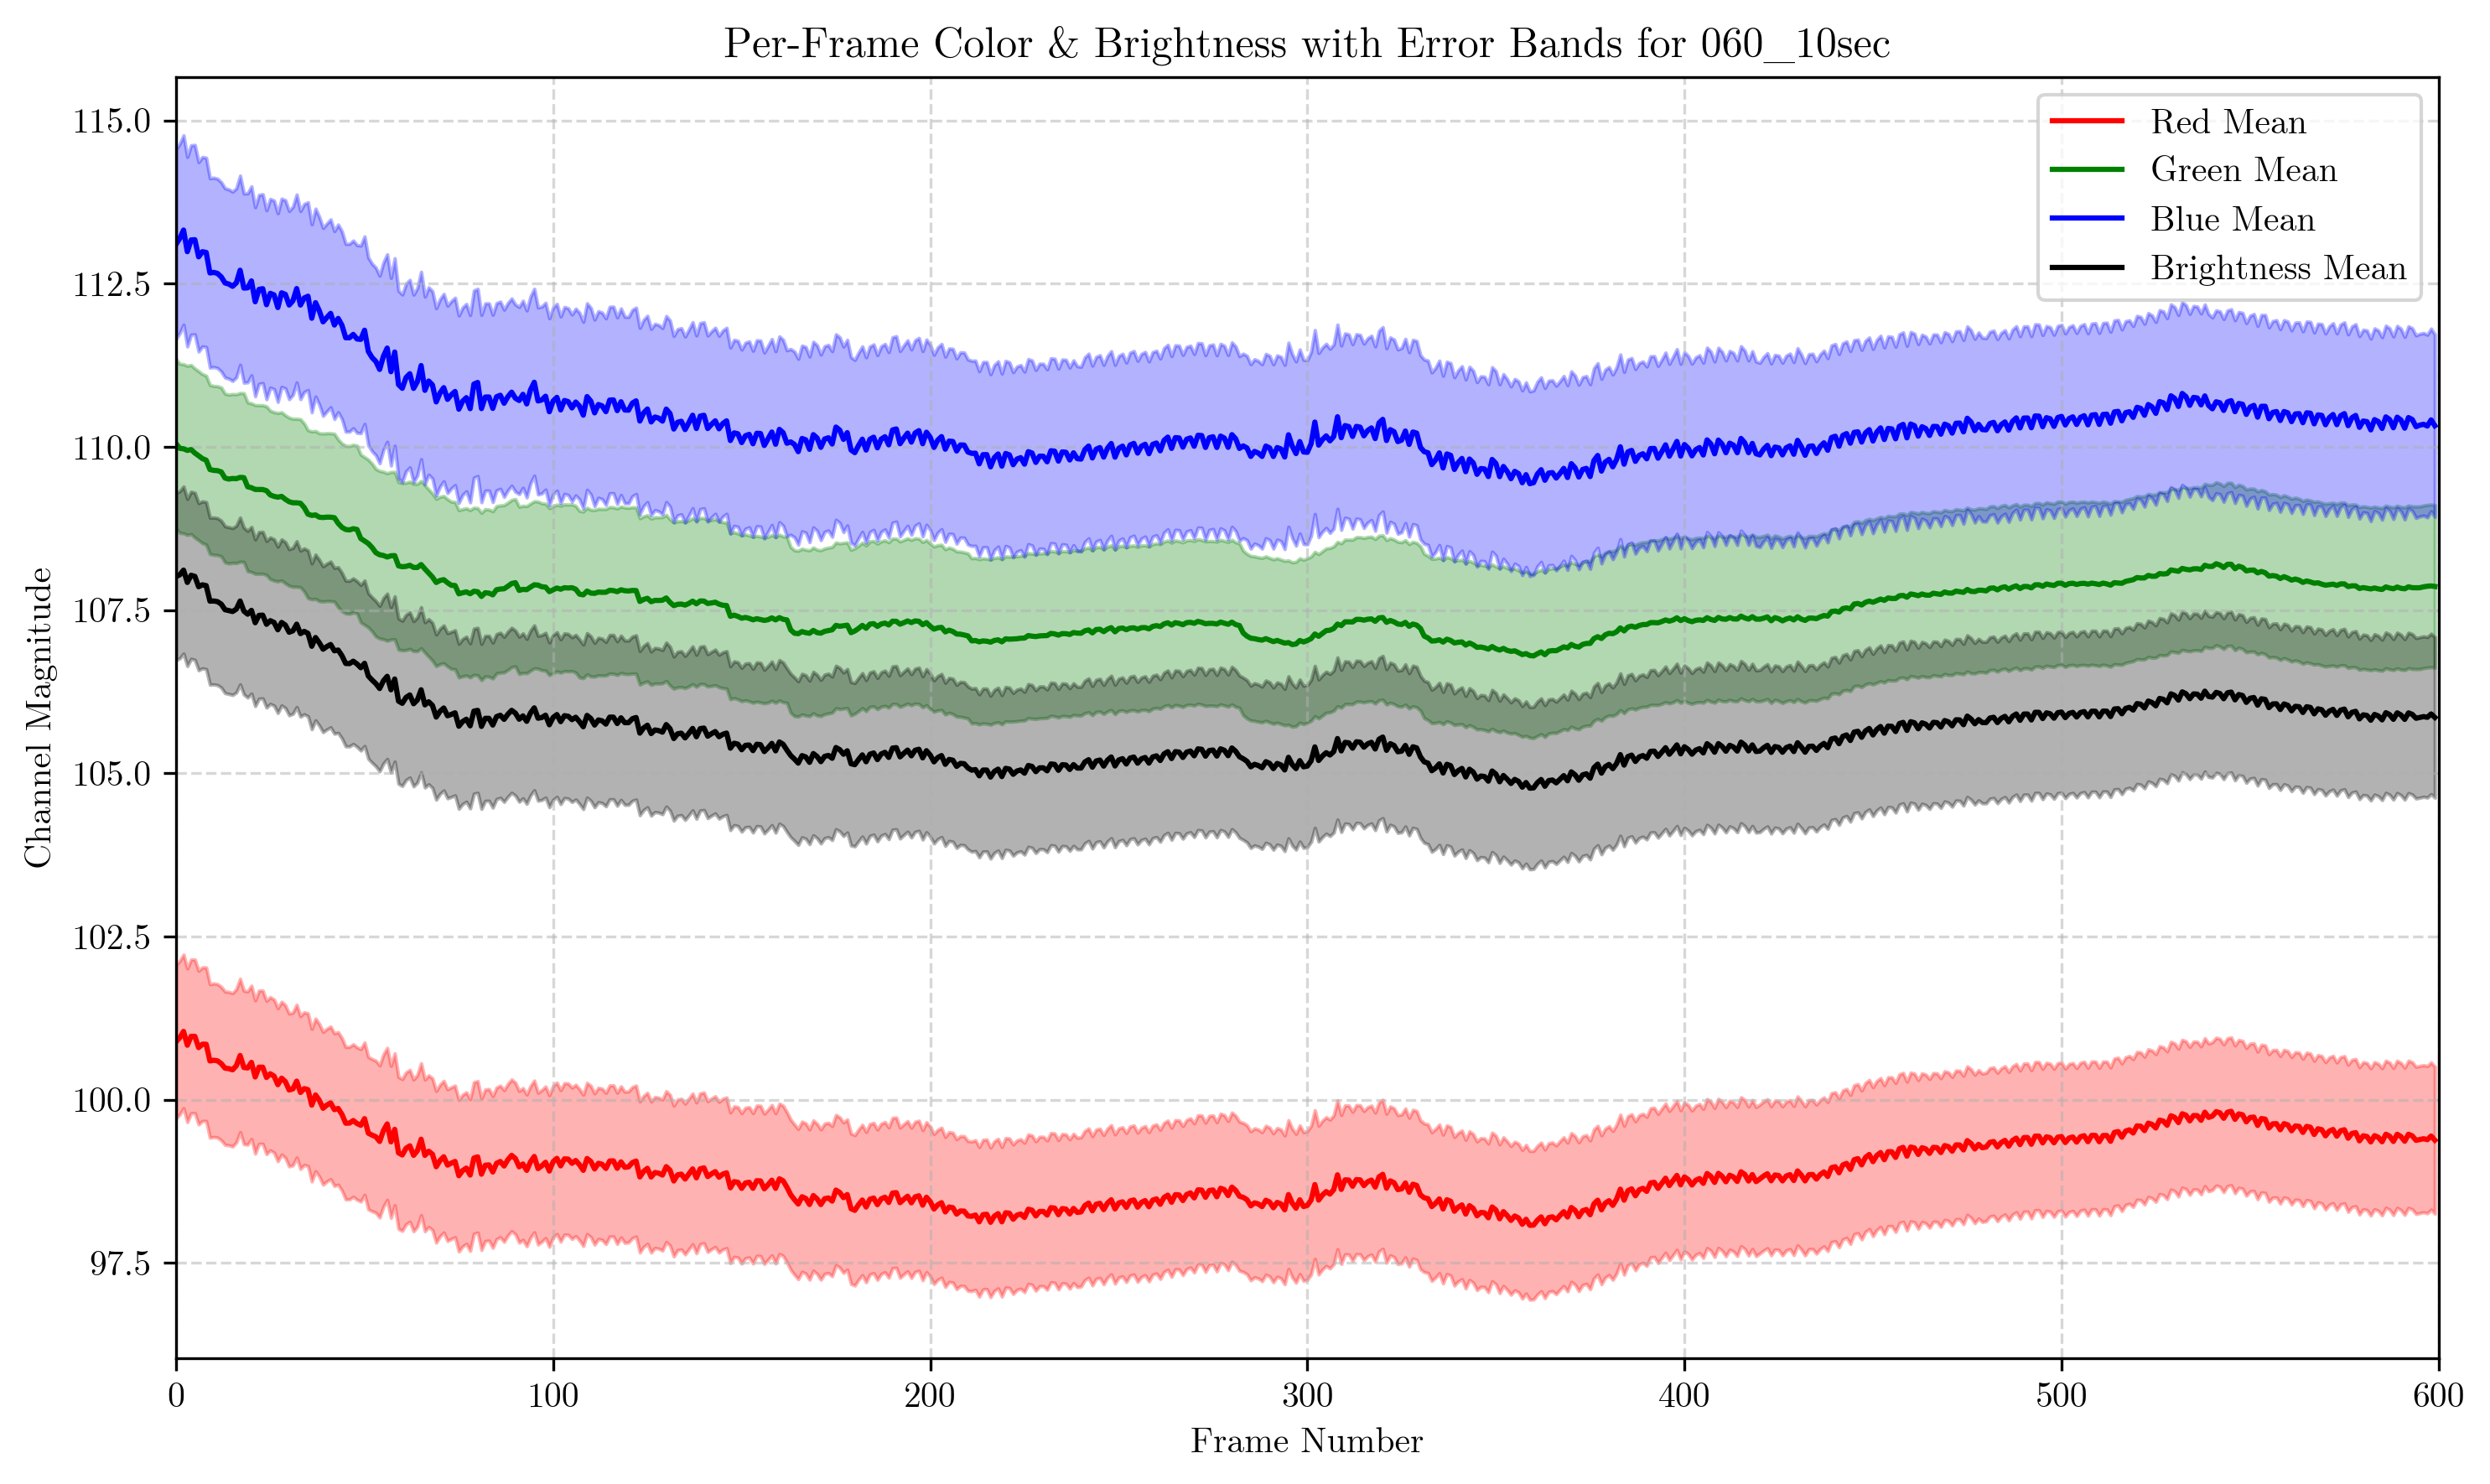 Per-Frame Color & Brightness with Error Bands for 060_10sec
Channel Magnitude
115.0
112.5
110.0
107.5
105.0
102.5
100.0
97.5
Red Mean
Green Mean
Blue Mean
Brightness Mean
0 100 200 300 400 500 600
Frame Number